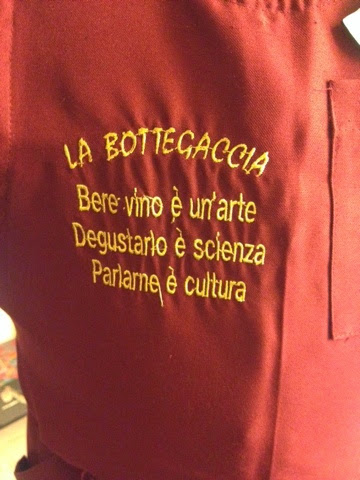 LA BOTTEGACCIA
Bere vino è un'arte
Degustarlo è scienza
Parlarne è cultura